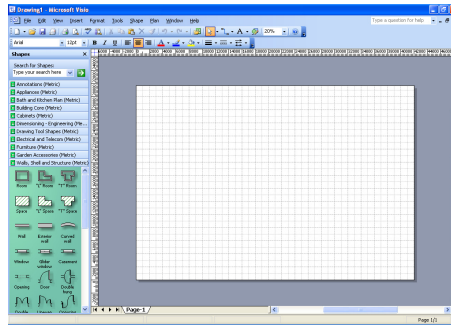 Drawing1 - Microsoft Visio
File Edit View Insert Format Tools Shape Plan Window Help
Type a question for help
20%
Arial
12pt
B I U
Shapes
Search for Shapes:
Type your search here
Annotations (Metric)
Appliances (Metric)
Bath and Kitchen Plan (Metric)
Building Core (Metric)
Cabinets (Metric)
Dimensioning - Engineering (Me...
Drawing Tool Shapes (Metric)
Electrical and Telecom (Metric)
Furniture (Metric)
Garden Accessories (Metric)
Walls, Shell and Structure (Metric)
Room "L" Room "T" Room
Space "L" Space "T" Space
Wall Exterior wall Curved wall
Window Glider window Casement
Opening Door Double hung
Page-1
Page 1/1